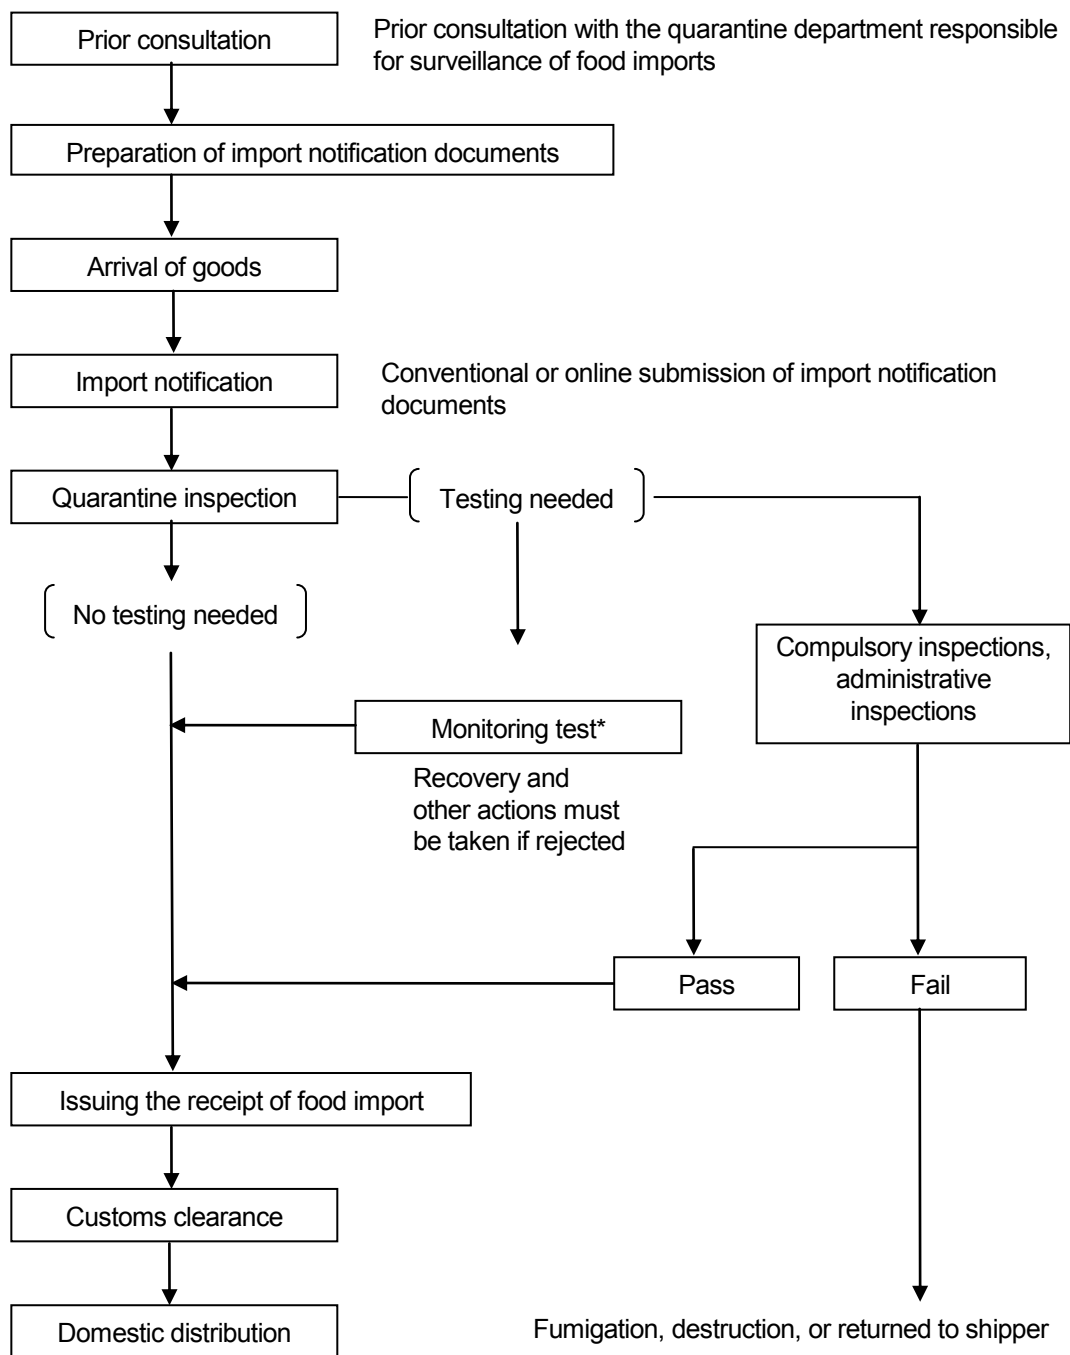 Prior consultation
Prior consultation with the quarantine department responsible
for surveillance of food imports
Preparation of import notification documents
Arrival of goods
Import notification
Conventional or online submission of import notification
documents
Quarantine inspection
Testing needed
No testing needed
Compulsory inspections,
administrative
inspections
Monitoring test*
Recovery and
other actions must
be taken if rejected
Pass
Fail
Issuing the receipt of food import
Customs clearance
Domestic distribution
Fumigation, destruction, or returned to shipper